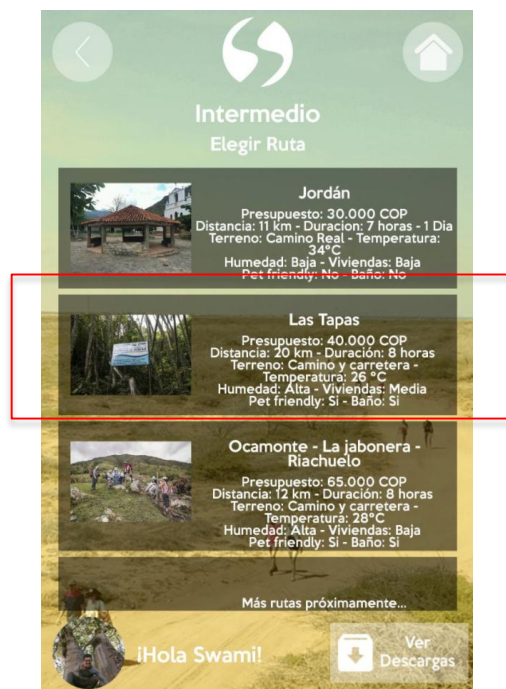 Intermedio
Elegir Ruta
Jordán
Presupuesto: 30.000 COP
Distancia: 11 km - Duracion: 7 horas - 1 Dia
Terreno: Camino Real - Temperatura:
34°C
Humedad: Baja - Viviendas: Baja
Pet friendly: No - Baño: No
Las Tapas
Presupuesto: 40.000 COP
Distancia: 20 km - Duración: 8 horas
Terreno: Camino y carretera -
Temperatura: 26 °C
Humedad: Alta - Viviendas: Media
Pet friendly: Si - Baño: Si
Ocamonte - La jabonera -
Riachuelo
Presupuesto: 65.000 COP
Distancia: 12 km - Duración: 8 horas
Terreno: Camino y carretera -
Temperatura: 28°C
Humedad: Alta - Viviendas: Baja
Pet friendly: Si - Baño: Si
Más rutas próximamente...
¡Hola Swami!
Ver
Descargas